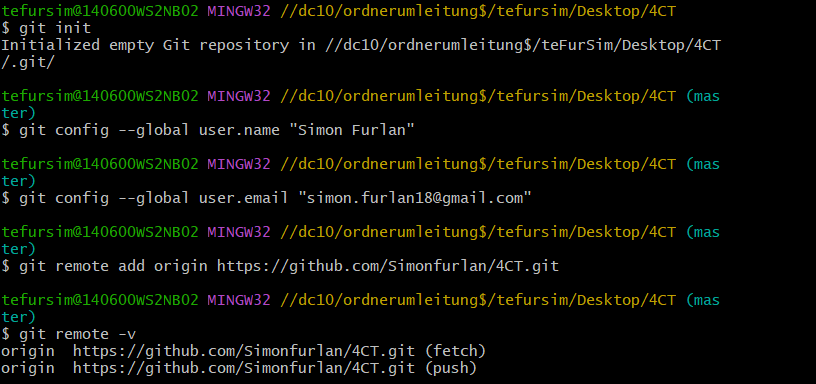 tefursim@140600WS2NB02 MINGW32 //dc10/ordnerumleitung$/tefursim/Desktop/4CT
$ git init
Initialized empty Git repository in //dc10/ordnerumleitung$/teFurSim/Desktop/4CT
/.git/
tefursim@140600WS2NB02 MINGW32 //dc10/ordnerumleitung$/tefursim/Desktop/4CT (mas
ter)
$ git config --global user.name "Simon Furlan"
tefursim@140600WS2NB02 MINGW32 //dc10/ordnerumleitung$/tefursim/Desktop/4CT (mas
ter)
$ git config --global user.email "simon.furlan18@gmail.com"
tefursim@140600WS2NB02 MINGW32 //dc10/ordnerumleitung$/tefursim/Desktop/4CT (mas
ter)
$ git remote add origin https://github.com/Simonfurlan/4CT.git
tefursim@140600WS2NB02 MINGW32 //dc10/ordnerumleitung$/tefursim/Desktop/4CT (mas
ter)
$ git remote -v
origin  https://github.com/Simonfurlan/4CT.git (fetch)
origin  https://github.com/Simonfurlan/4CT.git (push)